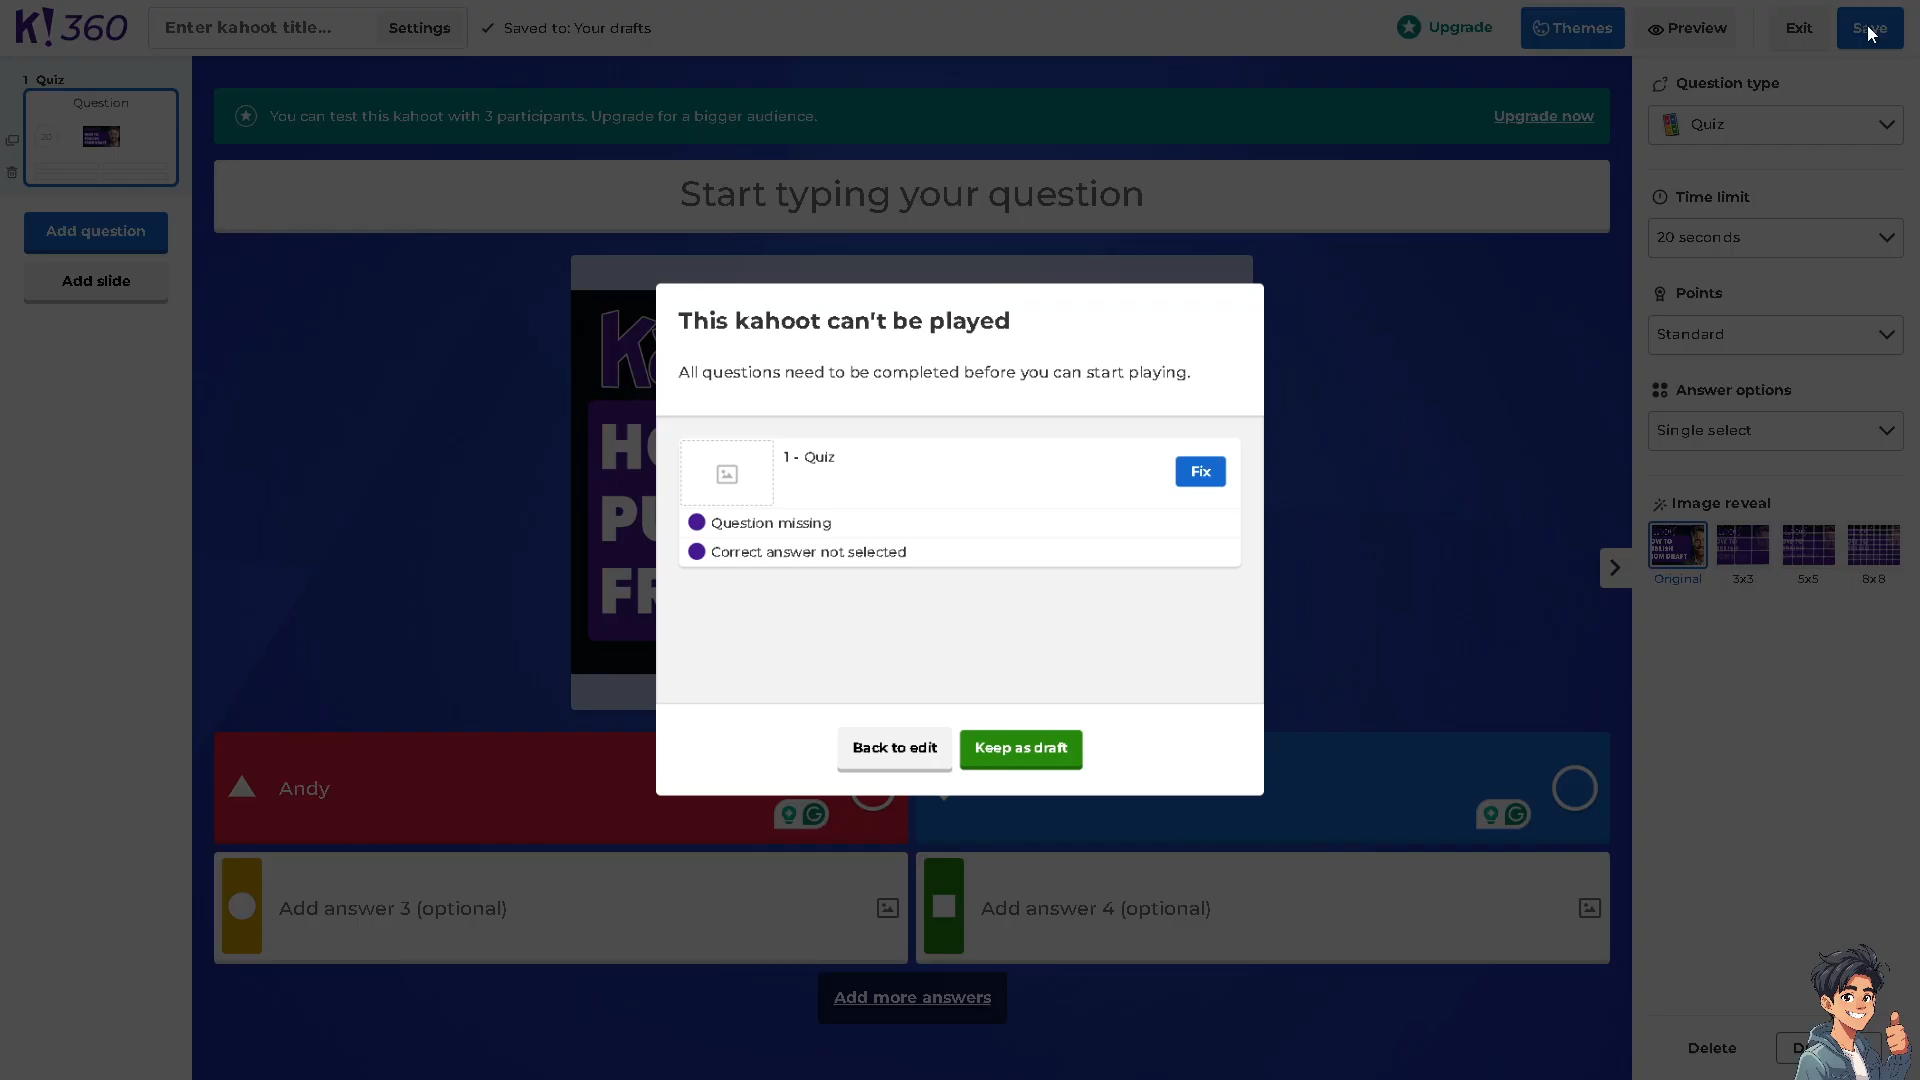 K! 360
Enter kahoot title...
Settings
Saved to: Your drafts
Upgrade
Themes
Preview
Exit
Save
1 Quiz
Question
20
Add question
Add slide
You can test this kahoot with 3 participants. Upgrade for a bigger audience.
Upgrade now
Start typing your question
This kahoot can't be played
All questions need to be completed before you can start playing.
1 - Quiz
Fix
Question missing
Correct answer not selected
Back to edit
Keep as draft
Andy
Add answer 3 (optional)
Add answer 4 (optional)
Add more answers
Question type
Quiz
Time limit
20 seconds
Points
Standard
Answer options
Single select
Image reveal
Original
3x3
5x5
8x8
Delete